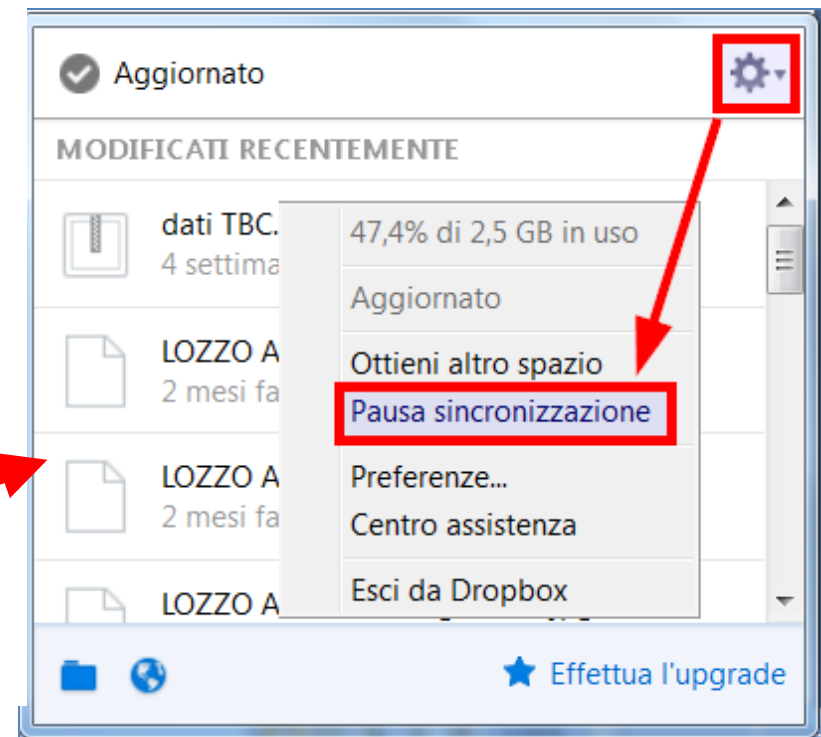 Aggiornato
MODIFICATI RECENTEMENTE
dati TBC.
4 settima
LOZZO A
2 mesi fa
LOZZO A
2 mesi fa
LOZZO A
47,4% di 2,5 GB in uso
Aggiornato
Ottieni altro spazio
Pausa sincronizzazione
Preferenze...
Centro assistenza
Esci da Dropbox
Effettua l'upgrade